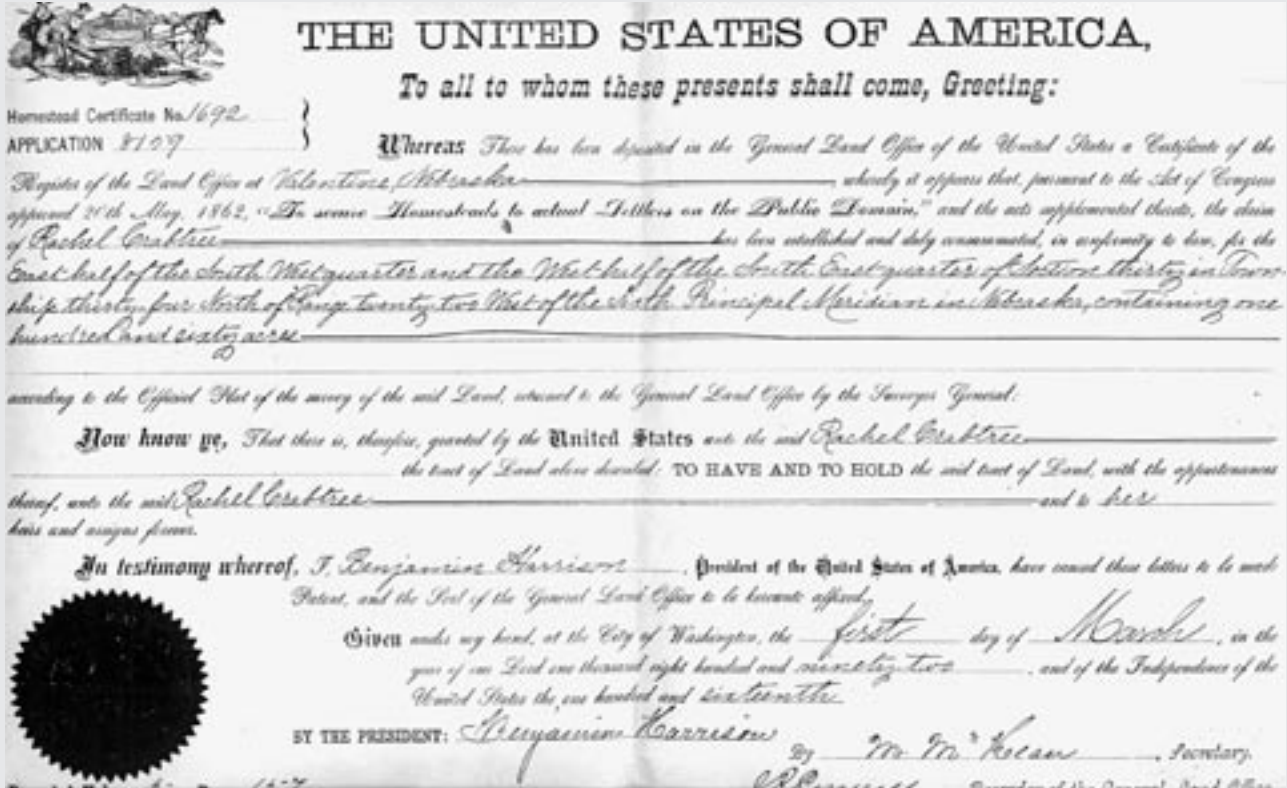 THE UNITED STATES OF AMERICA,
To all to whom these presents shall come, Greeting:
Homestead Certificate No. 1692
APPLICATION 8109
Whereas There has been deposited in the General Land Office of the United States a Certificate of the
Register of the Land Office at Valentine, Nebraska, whereby it appears that, pursuant to the Act of Congress
approved 20th May, 1862, "To secure Homesteads to actual Settlers on the Public Domain," and the acts supplemental thereto, the claim
of Rachel Crabtree has been established and duly consummated, in conformity to law, for the
East half of the South West quarter and the West half of the South East quarter of Section thirty in Town
ship thirty four North of Range twenty two West of the Sixth Principal Meridian in Nebraska, containing one
hundred and sixty acres
according to the Official Plat of the survey of the said Land, returned to the General Land Office by the Surveyor General:
Now know ye, That there is, therefore, granted by the United States unto the said Rachel Crabtree
the tract of Land above described: TO HAVE AND TO HOLD the said tract of Land, with the appurtenances
thereof, unto the said Rachel Crabtree and to her
heirs and assigns forever.
In testimony whereof, I, Benjamin Harrison, President of the United States of America, have caused these letters to be made
Patent, and the Seal of the General Land Office to be hereunto affixed.
Given under my hand, at the City of Washington, the first day of March, in the
year of our Lord one thousand eight hundred and ninety two, and of the Independence of the
United States the one hundred and sixteenth
BY THE PRESIDENT: Benjamin Harrison
By M. McKean, Secretary.
Recorder of the General Land Office